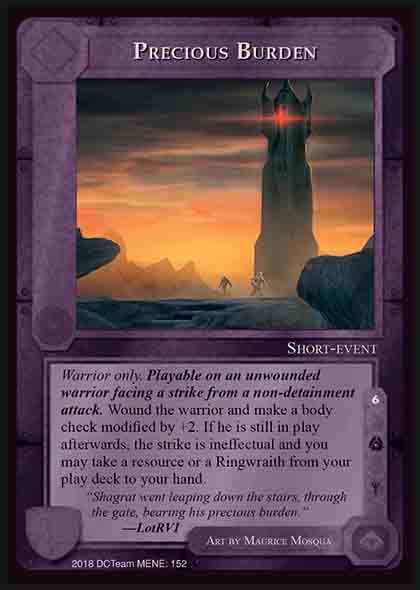 Precious Burden
Short-event
Warrior only. Playable on an unwounded
warrior facing a strike from a non-detainment
attack. Wound the warrior and make a body
check modified by +2. If he is still in play
afterwards, the strike is ineffectual and you
may take a resource or a Ringwraith from your
play deck to your hand.
"Shagrat went leaping down the stairs, through
the gate, bearing his precious burden."
—LotRVI
6
Art by Maurice Mosqua
2018 DCTeam MENE: 152